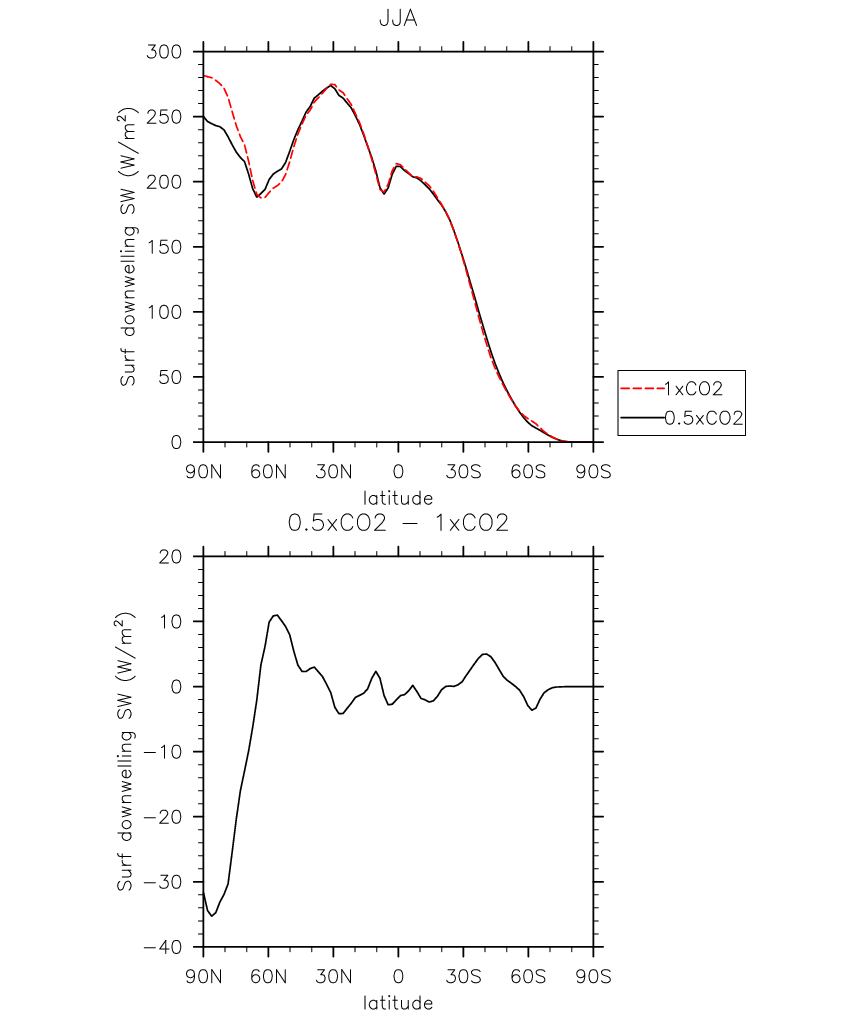 JJA
Surf downwelling SW (W/m²)
300
250
200
150
100
50
0
90N 60N 30N 0 30S 60S 90S
latitude
1xCO2
0.5xCO2
0.5xCO2 − 1xCO2
Surf downwelling SW (W/m²)
20
10
0
−10
−20
−30
−40
90N 60N 30N 0 30S 60S 90S
latitude